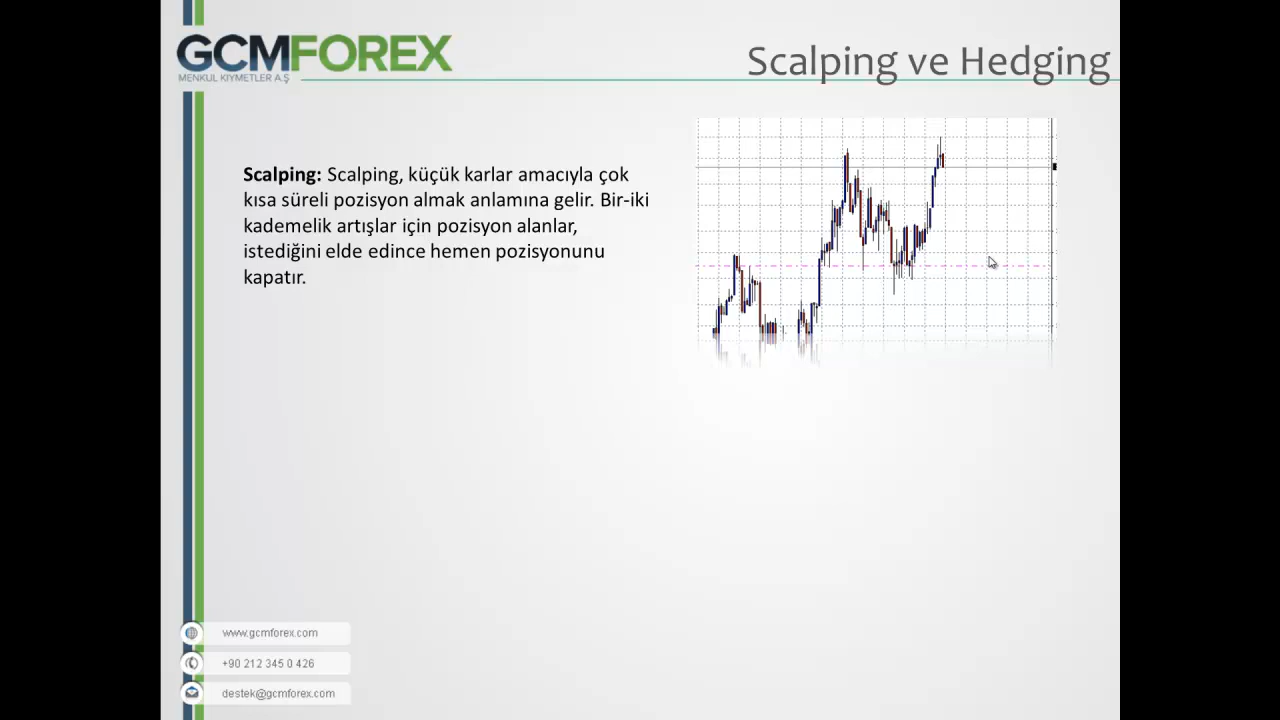 GCMFOREX
MENKUL KIYMETLER A.Ş
Scalping ve Hedging
Scalping: Scalping, küçük karlar amacıyla çok
kısa süreli pozisyon almak anlamına gelir. Bir-iki
kademelik artışlar için pozisyon alanlar,
istediğini elde edince hemen pozisyonunu
kapatır.
www.gcmforex.com
+90 212 345 0 426
destek@gcmforex.com